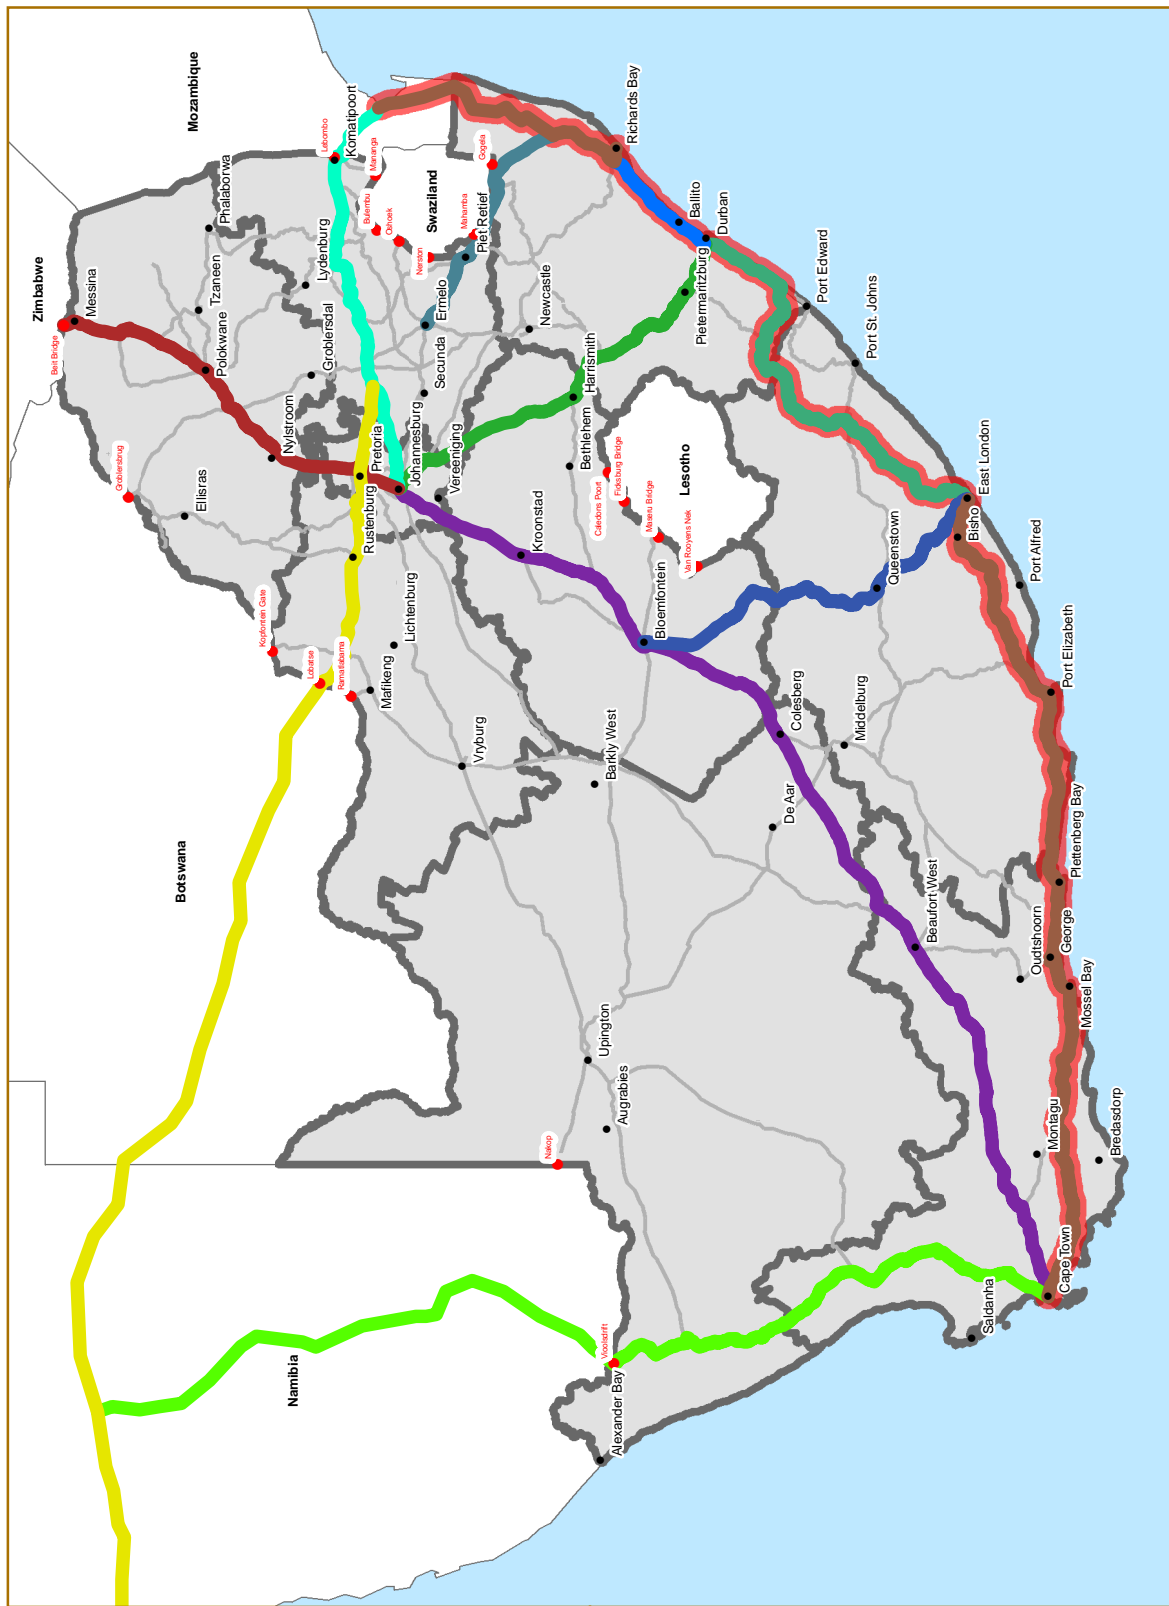 Zimbabwe
Beit Bridge
Messina
Mozambique
Groblersbrug
Ellisras
Polokwane
Tzaneen
Phalaborwa
Nylstroom
Groblersdal
Lydenburg
Lebombo
Komatipoort
Kopfontein Gate
Lobatse
Ramatlabama
Mafikeng
Lichtenburg
Rustenburg
Pretoria
Johannesburg
Vereeniging
Secunda
Ermelo
Bulembu
Oshoek
Nerston
Mananga
Swaziland
Mahamba
Gogela
Piet Retief
Newcastle
Botswana
Vryburg
Kroonstad
Bethlehem
Harrismith
Caledons Poort
Ficksburg Bridge
Maseru Bridge
Van Rooyens Nek
Lesotho
Bloemfontein
Barkly West
Pietermaritzburg
Richards Bay
Ballito
Durban
Port Edward
Port St. Johns
Namibia
Nakop
Upington
Augrabies
Vioolsdrift
Alexander Bay
De Aar
Colesberg
Middelburg
Queenstown
East London
Bisho
Port Alfred
Port Elizabeth
Beaufort West
Oudtshoorn
George
Plettenberg Bay
Mossel Bay
Montagu
Bredasdorp
Cape Town
Saldanha